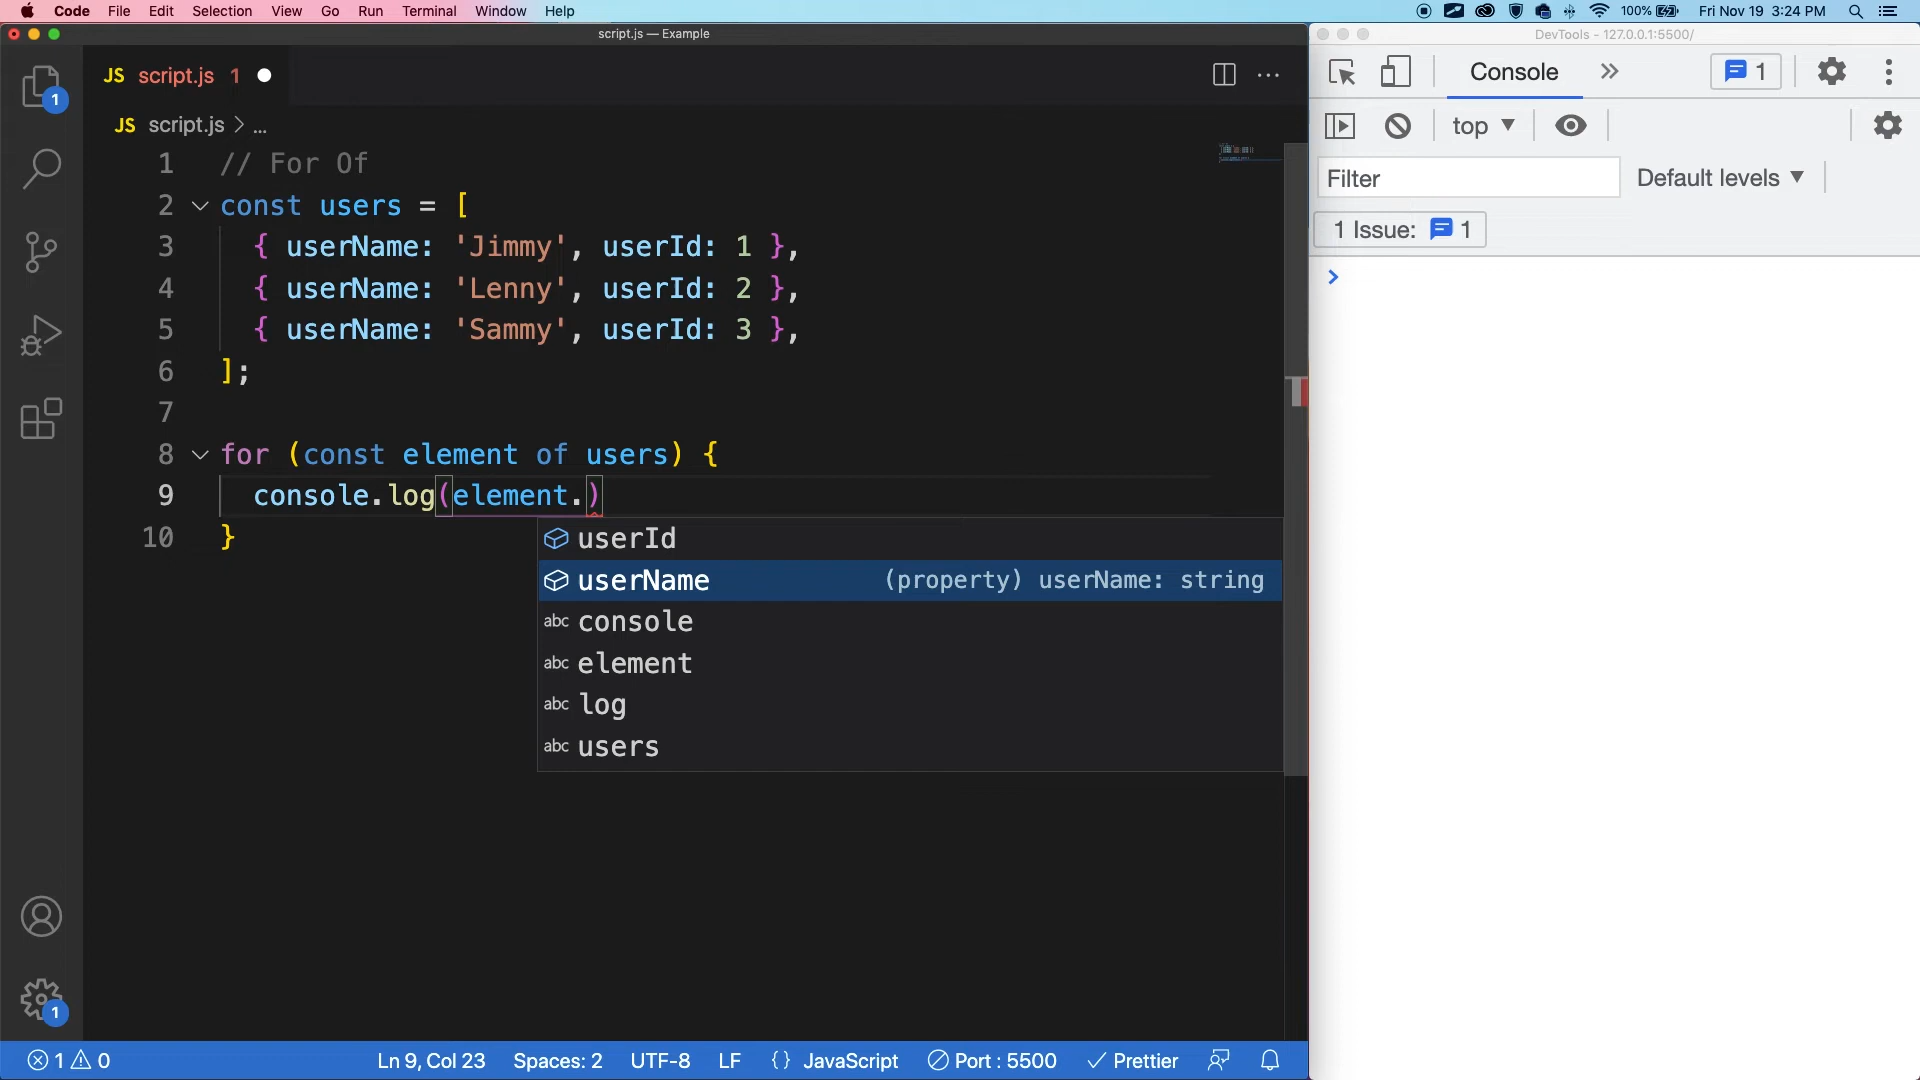 Code File Edit Selection View Go Run Terminal Window Help 100% Fri Nov 19 3:24 PM
script.js — Example
DevTools - 127.0.0.1:5500/
JS script.js 1
JS script.js > ...
1 // For Of
2 const users = [
3 { userName: 'Jimmy', userId: 1 },
4 { userName: 'Lenny', userId: 2 },
5 { userName: 'Sammy', userId: 3 },
6 ];
7
8 for (const element of users) {
9 console.log(element.)
10 }
userId
userName (property) userName: string
abc console
abc element
abc log
abc users
1
1
1 0 Ln 9, Col 23 Spaces: 2 UTF-8 LF {} JavaScript Port : 5500 Prettier
Console 1
top
Filter Default levels
1 Issue: 1
>